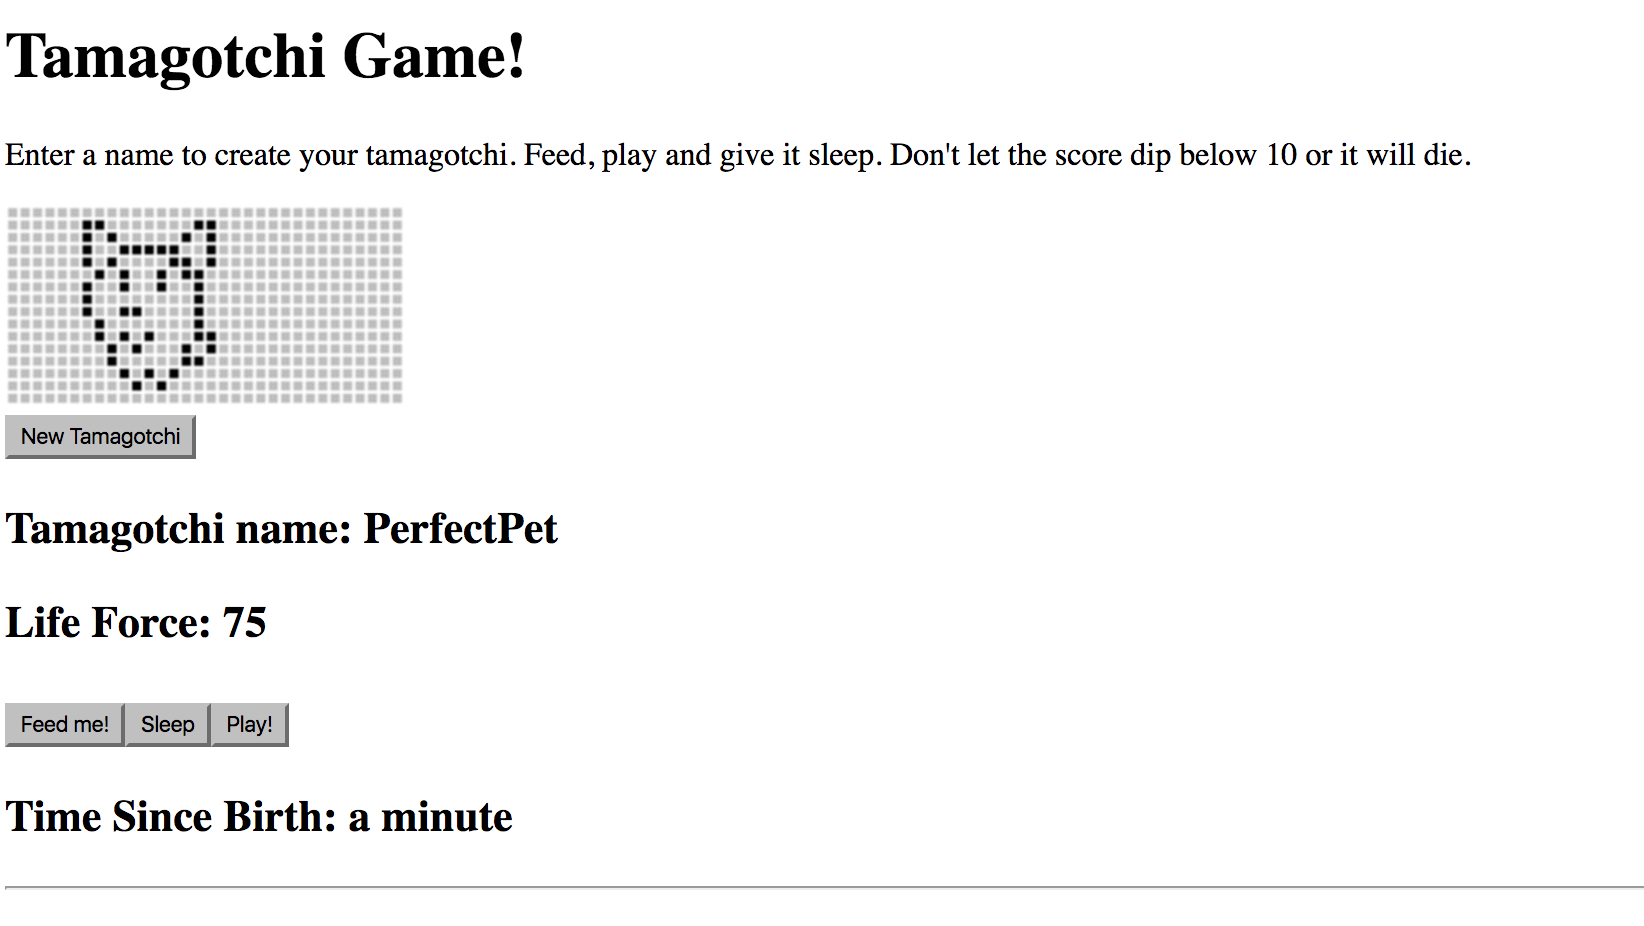 Tamagotchi Game!
Enter a name to create your tamagotchi. Feed, play and give it sleep. Don't let the score dip below 10 or it will die.
New Tamagotchi
Tamagotchi name: PerfectPet
Life Force: 75
Feed me! Sleep Play!
Time Since Birth: a minute